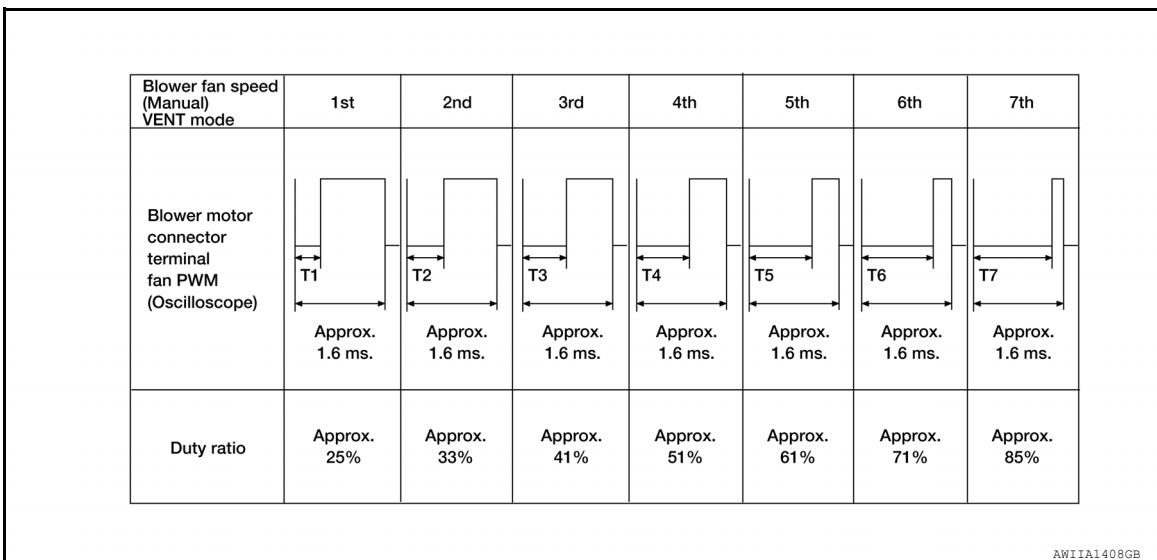 Blower fan speed
(Manual)
VENT mode
1st
2nd
3rd
4th
5th
6th
7th
Blower motor
connector
terminal
fan PWM
(Oscilloscope)
T1
T2
T3
T4
T5
T6
T7
Approx.
1.6 ms.
Approx.
1.6 ms.
Approx.
1.6 ms.
Approx.
1.6 ms.
Approx.
1.6 ms.
Approx.
1.6 ms.
Approx.
1.6 ms.
Duty ratio
Approx.
25%
Approx.
33%
Approx.
41%
Approx.
51%
Approx.
61%
Approx.
71%
Approx.
85%
AWIIA1408GB